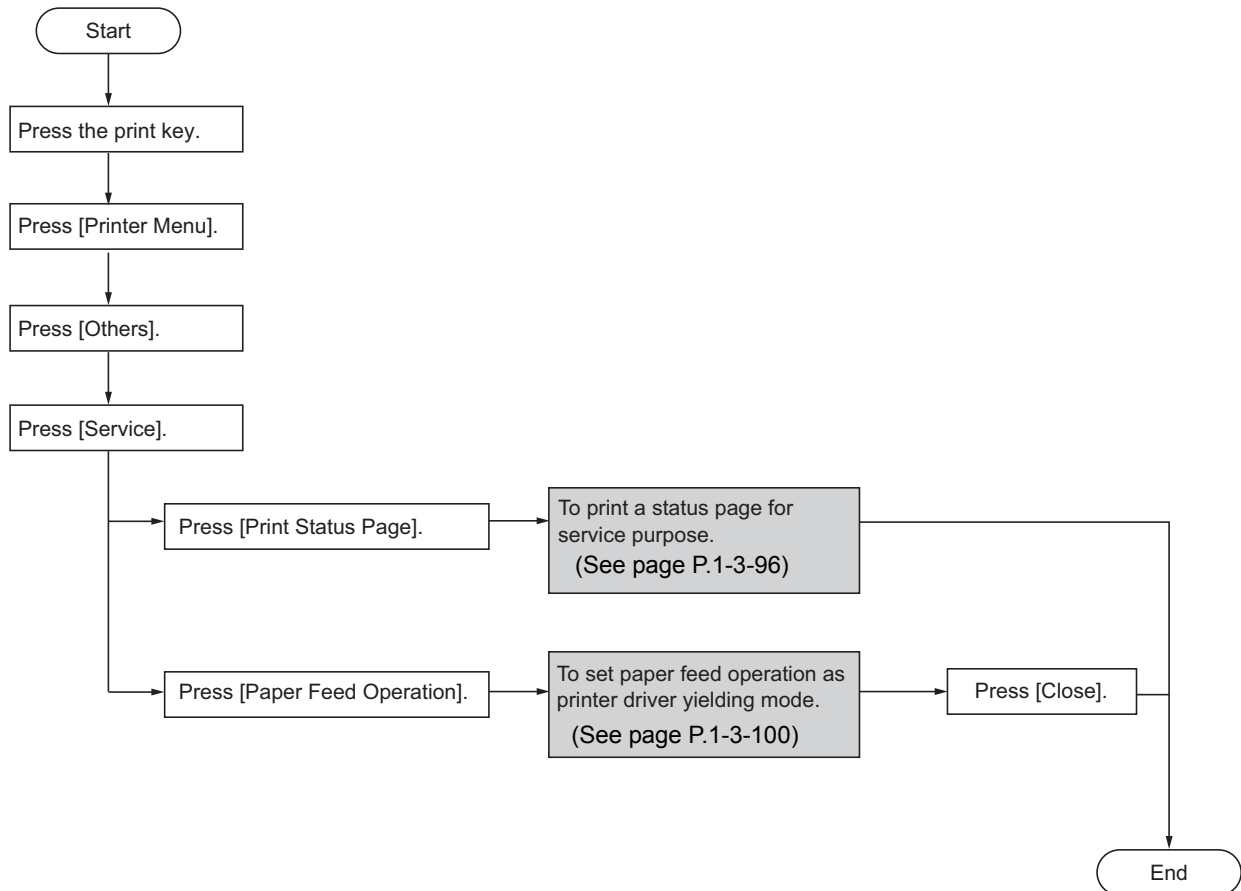 Start
Press the print key.
Press [Printer Menu].
Press [Others].
Press [Service].
Press [Print Status Page].
To print a status page for
service purpose.
(See page P.1-3-96)
Press [Paper Feed Operation].
To set paper feed operation as
printer driver yielding mode.
(See page P.1-3-100)
Press [Close].
End